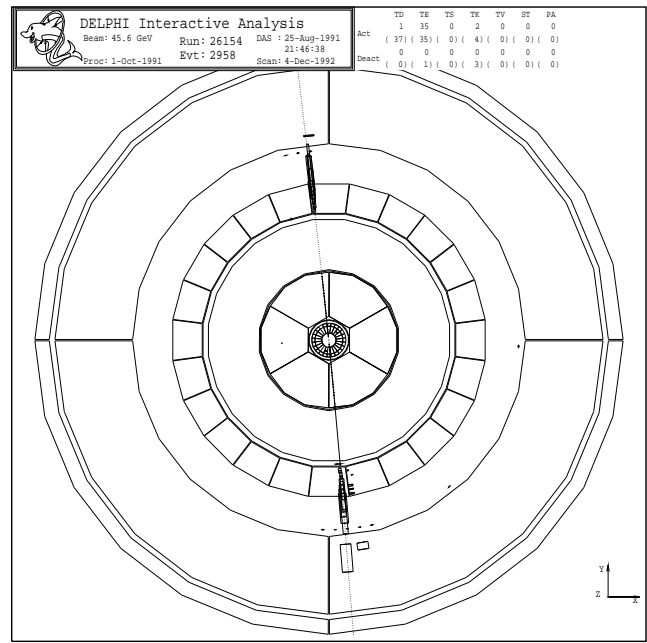 DELPHI Interactive Analysis
Beam: 45.6 GeV Run: 26154 DAS : 25-Aug-1991
21:46:38
Proc: 1-Oct-1991 Evt: 2958 Scan: 4-Dec-1992
TD TE TS TK TV ST PA
Act 1 35 0 2 0 0 0
( 37) ( 35) ( 0) ( 4) ( 0) ( 0) ( 0)
Deact 0 0 0 0 0 0 0
( 0) ( 1) ( 0) ( 3) ( 0) ( 0) ( 0)
Y
Z X